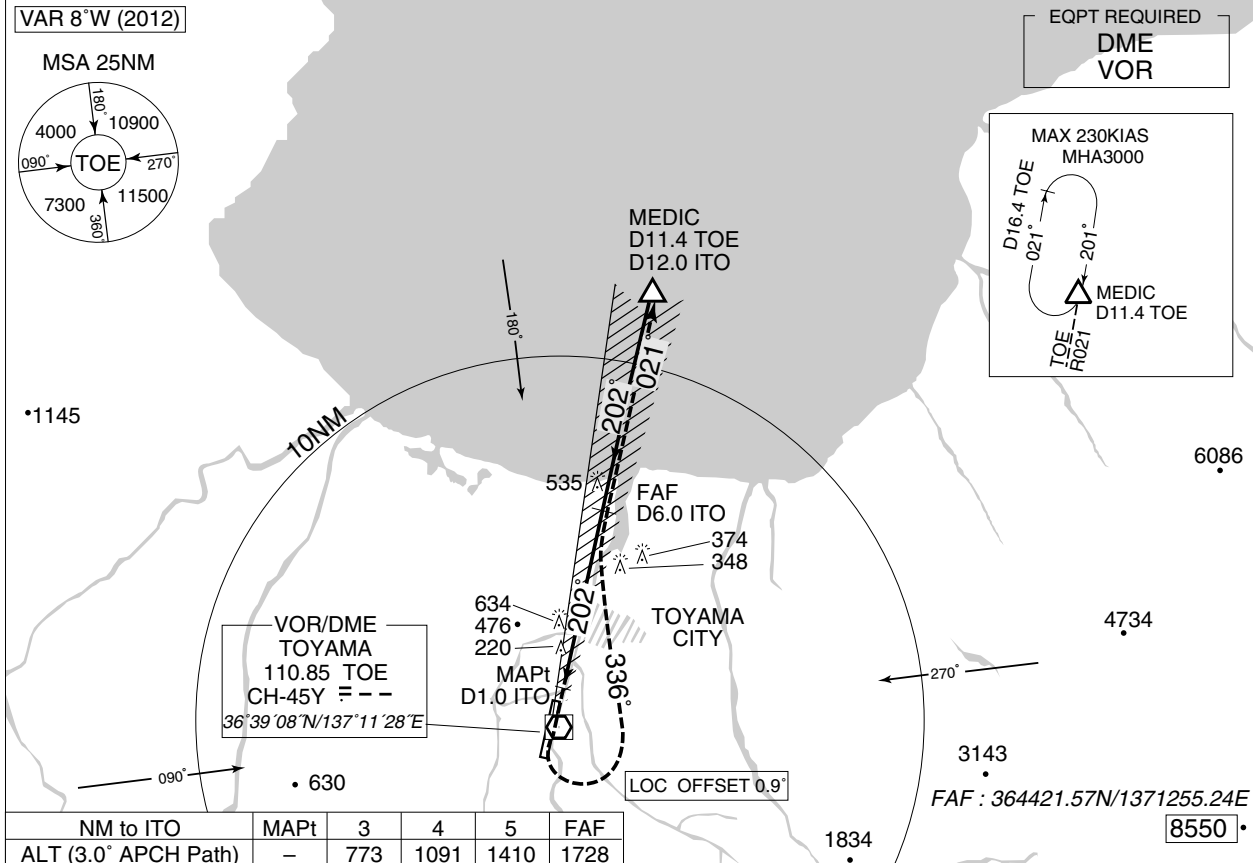 VAR 8°W (2012)
MSA 25NM
180°
4000
10900
090°
TOE
270°
7300
11500
360°
EQPT REQUIRED
DME
VOR
MAX 230KIAS
MHA3000
D16.4 TOE
021°
201°
MEDIC
D11.4 TOE
TOE
R021
MEDIC
D11.4 TOE
D12.0 ITO
180°
021°
202°
•1145
10NM
6086
535
FAF
D6.0 ITO
374
348
634
476•
220
202°
TOYAMA
CITY
4734
VOR/DME
TOYAMA
110.85 TOE
CH-45Y
36°39´08˝N/137°11´28˝E
MAPt
D1.0 ITO
336°
270°
090°
• 630
LOC OFFSET 0.9°
3143
FAF : 364421.57N/1371255.24E
8550 •
1834
NM to ITO MAPt 3 4 5 FAF
ALT (3.0° APCH Path) – 773 1091 1410 1728